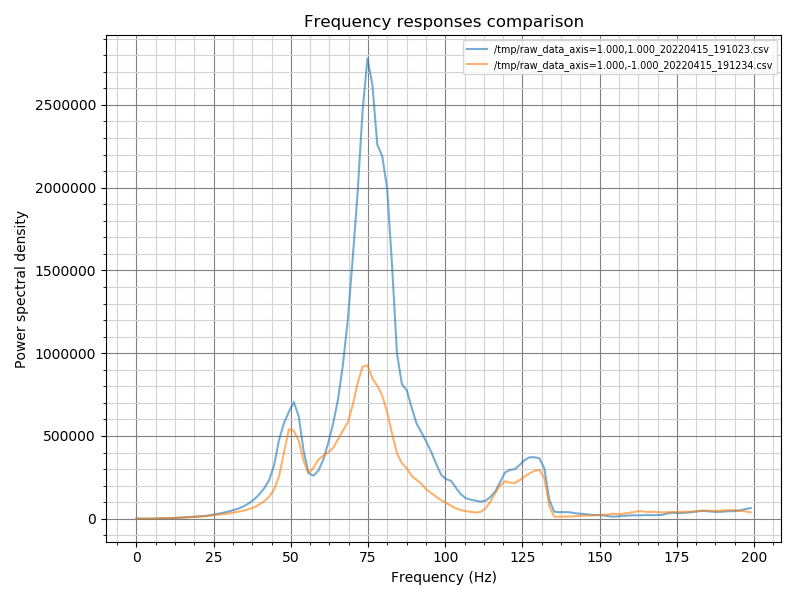 Frequency responses comparison
/tmp/raw_data_axis=1.000,1.000_20220415_191023.csv
/tmp/raw_data_axis=1.000,-1.000_20220415_191234.csv
Power spectral density
2500000
2000000
1500000
1000000
500000
0
0 25 50 75 100 125 150 175 200
Frequency (Hz)